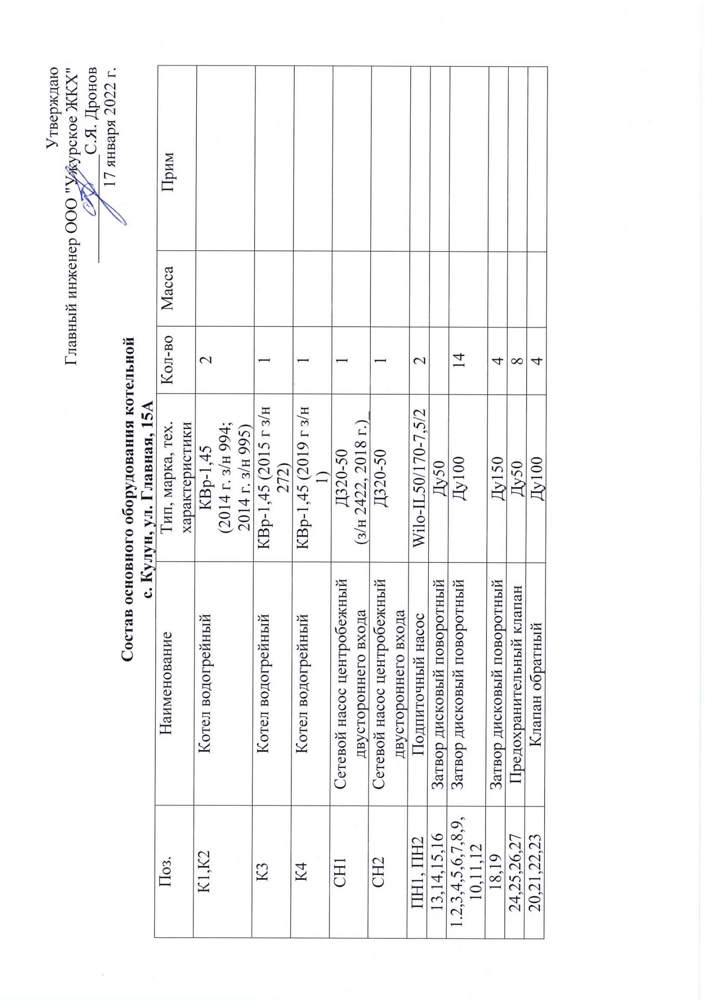 Утверждаю
Главный инженер ООО "Ужурское ЖКХ"
С.Я. Дронов
17 января 2022 г.
Состав основного оборудования котельной
с. Кулун, ул. Главная, 15А
Поз. Наименование Тип, марка, тех. характеристики Кол-во Масса Прим
К1,К2 Котел водогрейный КВр-1,45
(2014 г. з/н 994;
2014 г. з/н 995) 2
К3 Котел водогрейный КВр-1,45 (2015 г з/н
272) 1
К4 Котел водогрейный КВр-1,45 (2019 г з/н
1) 1
СН1 Сетевой насос центробежный
двустороннего входа Д320-50
(з/н 2422, 2018 г.)_ 1
СН2 Сетевой насос центробежный
двустороннего входа Д320-50 1
ПН1, ПН2 Подпиточный насос Wilo-IL50/170-7,5/2 2
13,14,15,16 Затвор дисковый поворотный Ду50
1.2,3,4,5,6,7,8,9,
10,11,12 Затвор дисковый поворотный Ду100 14
18,19 Затвор дисковый поворотный Ду150 4
24,25,26,27 Предохранительный клапан Ду50 8
20,21,22,23 Клапан обратный Ду100 4